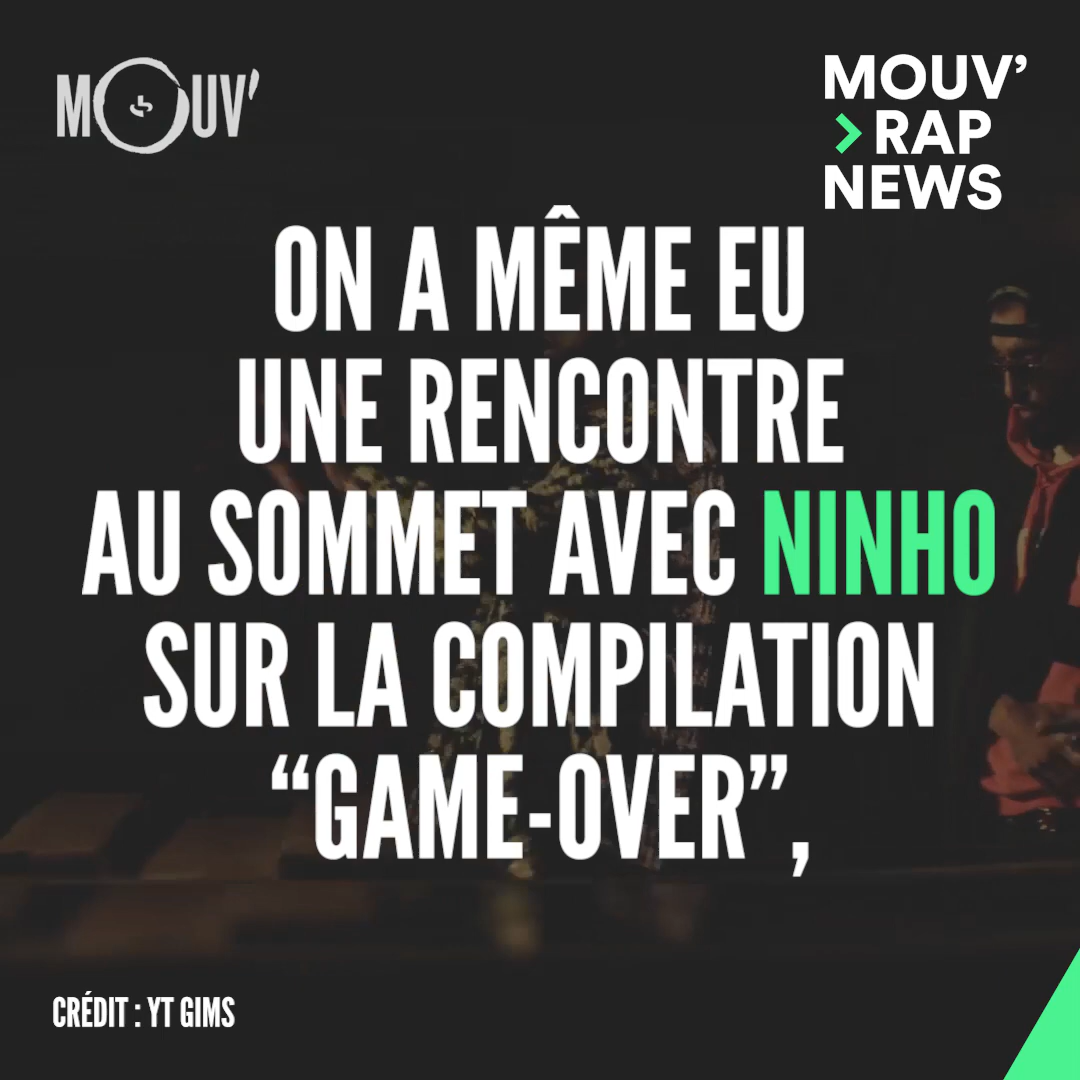 MOUV'
MOUV'
> RAP
NEWS
ON A MÊME EU
UNE RENCONTRE
AU SOMMET AVEC NINHO
SUR LA COMPILATION
“GAME-OVER” ,
CRÉDIT : YT GIMS